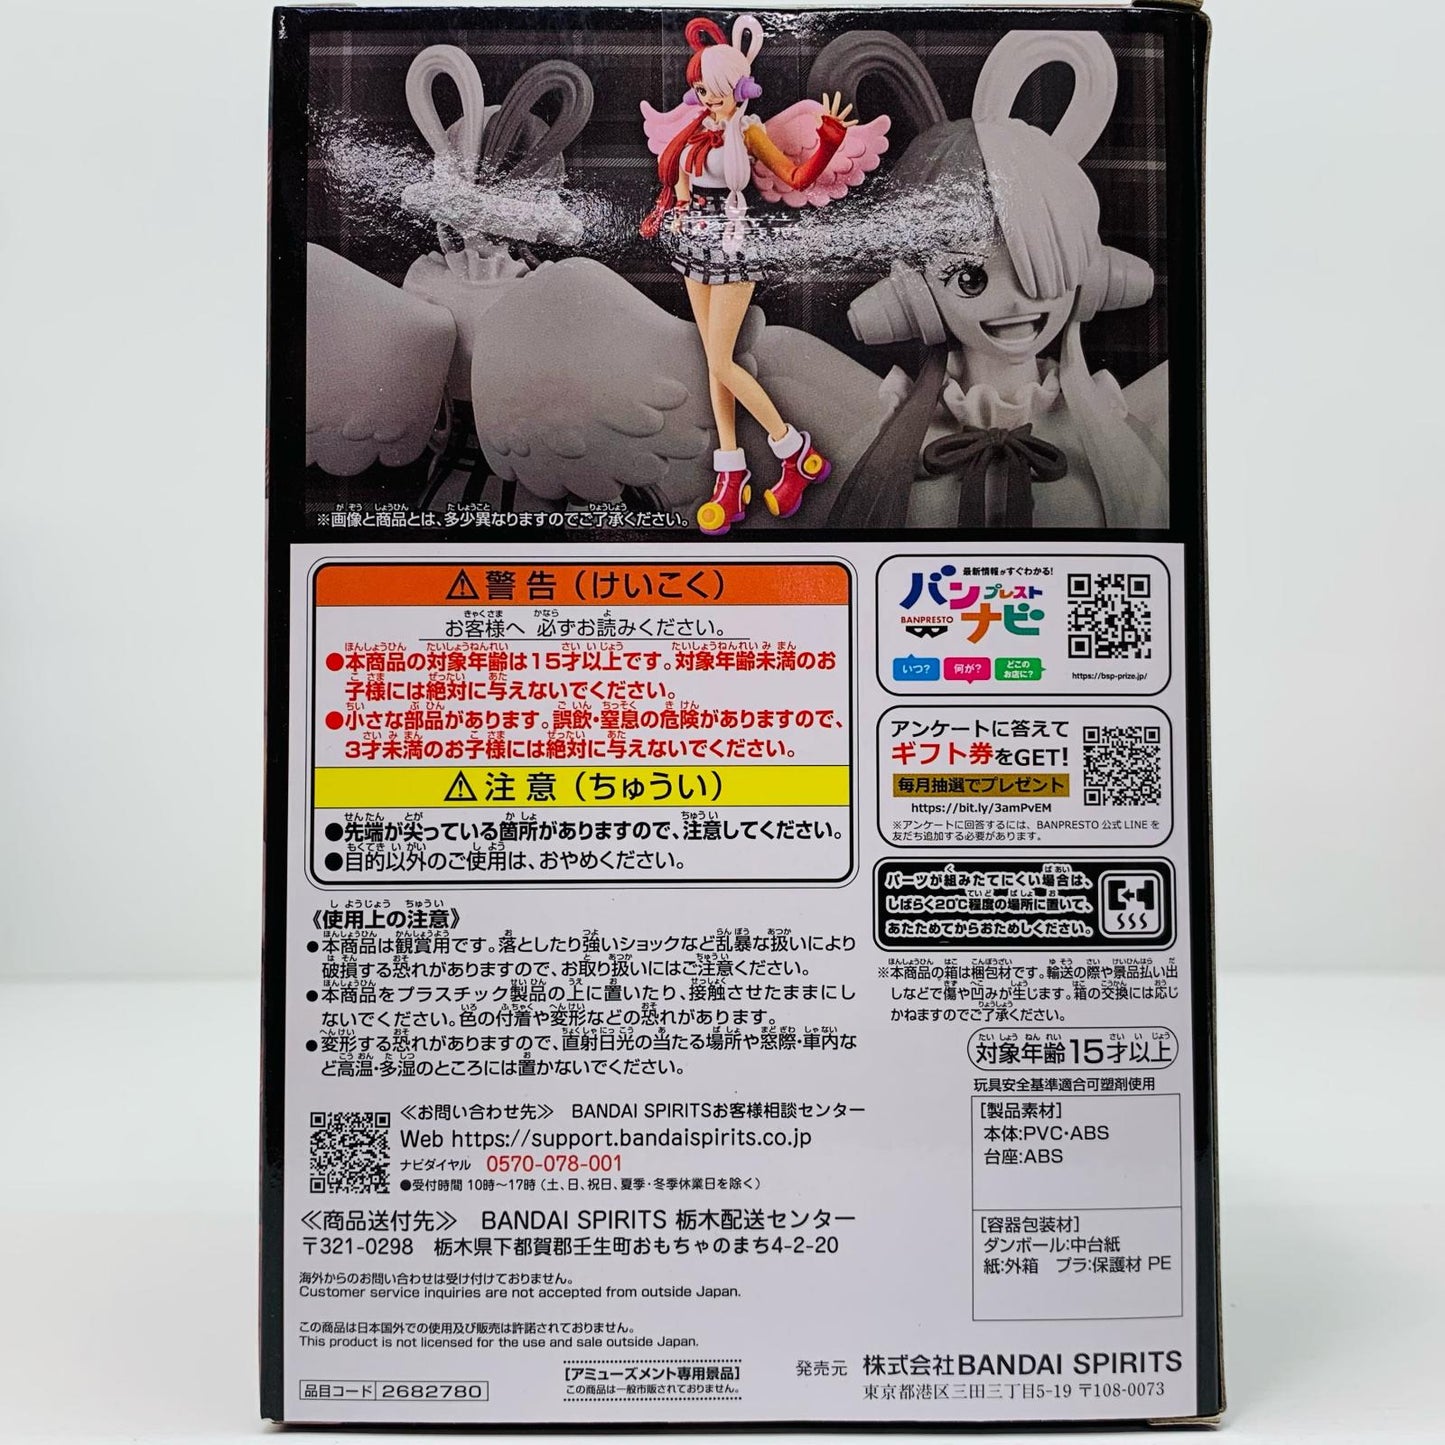 ※画像と商品とは、多少異なりますのでご了承ください。
⚠警告（けいこく）
お客様へ 必ずお読みください。
●本商品の対象年齢は15才以上です。対象年齢未満のお
子様には絶対に与えないでください。
●小さな部品があります。誤飲・窒息の危険がありますので、
3才未満のお子様には絶対に与えないでください。
⚠注意（ちゅうい）
●先端が尖っている箇所がありますので、注意してください。
●目的以外のご使用は、おやめください。
《使用上の注意》
●本商品は観賞用です。落としたり強いショックなど乱暴な扱いにより
破損する恐れがありますので、お取り扱いにはご注意ください。
●本商品をプラスチック製品の上に置いたり、接触させたままにし
ないでください。色の付着や変形などの恐れがあります。
●変形する恐れがありますので、直射日光の当たる場所や窓際・車内な
ど高温・多湿のところには置かないでください。
≪お問い合わせ先≫ BANDAI SPIRITSお客様相談センター
Web https://support.bandaispirits.co.jp
ナビダイヤル 0570-078-001
●受付時間 10時～17時（土、日、祝日、夏季・冬季休業日を除く）
≪商品送付先≫ BANDAI SPIRITS 栃木配送センター
〒321-0298 栃木県下都賀郡壬生町おもちゃのまち4-2-20
海外からのお問い合わせは受け付けておりません。
Customer service inquiries are not accepted from outside Japan.
この商品は日本国外での使用及び販売は許諾されておりません。
This product is not licensed for the use and sale outside Japan.
品目コード 2682780
［アミューズメント専用景品］
この商品は一般市販されておりません。
最新情報がすぐわかる!
バンプレストナビ
BANPRESTO
いつ? 何が? どこのお店に?
https://bsp-prize.jp/
アンケートに答えて
ギフト券をGET!
毎月抽選でプレゼント
https://bit.ly/3amPvEM
※アンケートに回答するには、BANPRESTO公式LINEを
友だち追加する必要があります。
パーツが組みたてにくい場合は、
しばらく20℃程度の場所に置いて、
あたためてからおためしください。
※本商品の箱は梱包材です。輸送の際や景品払い出
しなどで傷や凹みが生じます。箱の交換には応じ
かねますのでご了承ください。
対象年齢15才以上
玩具安全基準適合可塑剤使用
［製品素材］
本体:PVC・ABS
台座:ABS
［容器包装材］
ダンボール:中台紙
紙:外箱 プラ:保護材 PE
発売元 株式会社BANDAI SPIRITS
東京都港区三田三丁目5-19 〒108-0073